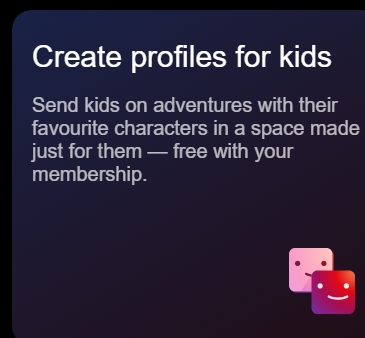 Create profiles for kids
Send kids on adventures with their
favourite characters in a space made
just for them — free with your
membership.